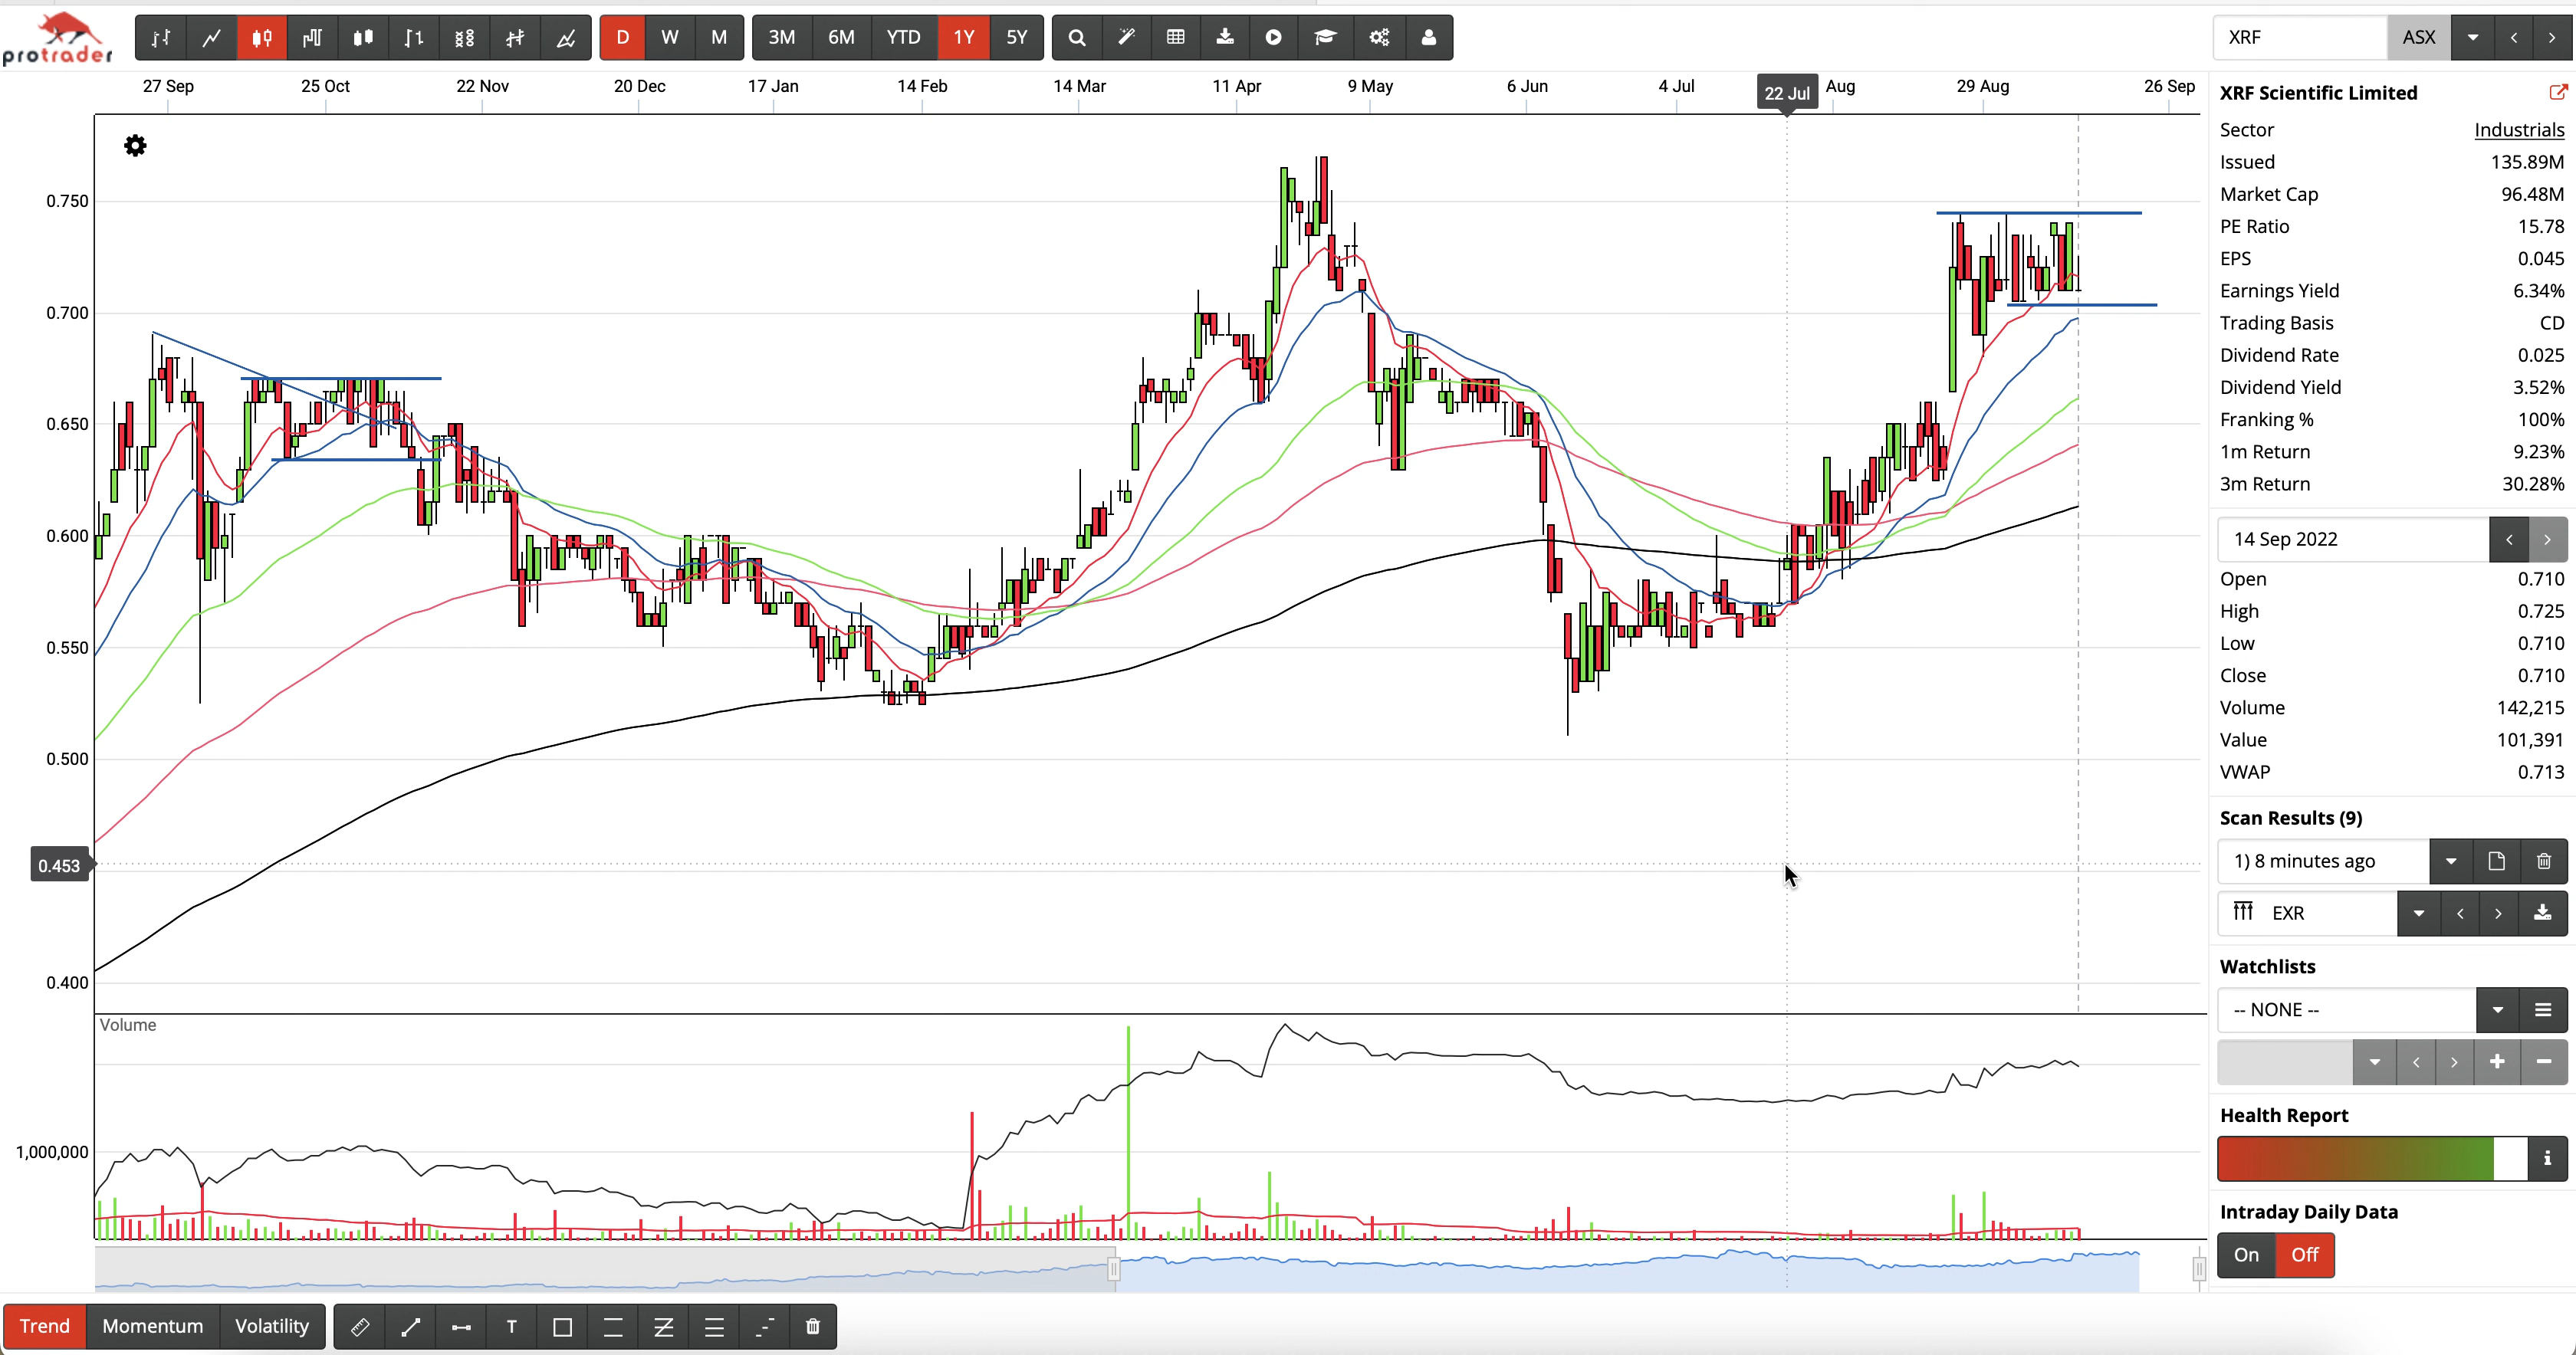 protrader
D W M 3M 6M YTD 1Y 5Y
XRF ASX
27 Sep 25 Oct 22 Nov 20 Dec 17 Jan 14 Feb 14 Mar 11 Apr 9 May 6 Jun 4 Jul 22 Jul Aug 29 Aug 26 Sep
0.750
0.700
0.650
0.600
0.550
0.500
0.453
0.400
Volume
1,000,000
XRF Scientific Limited
Sector Industrials
Issued 135.89M
Market Cap 96.48M
PE Ratio 15.78
EPS 0.045
Earnings Yield 6.34%
Trading Basis CD
Dividend Rate 0.025
Dividend Yield 3.52%
Franking % 100%
1m Return 9.23%
3m Return 30.28%
14 Sep 2022
Open 0.710
High 0.725
Low 0.710
Close 0.710
Volume 142,215
Value 101,391
VWAP 0.713
Scan Results (9)
1) 8 minutes ago
EXR
Watchlists
-- NONE --
Health Report
Intraday Daily Data
On Off
Trend Momentum Volatility T